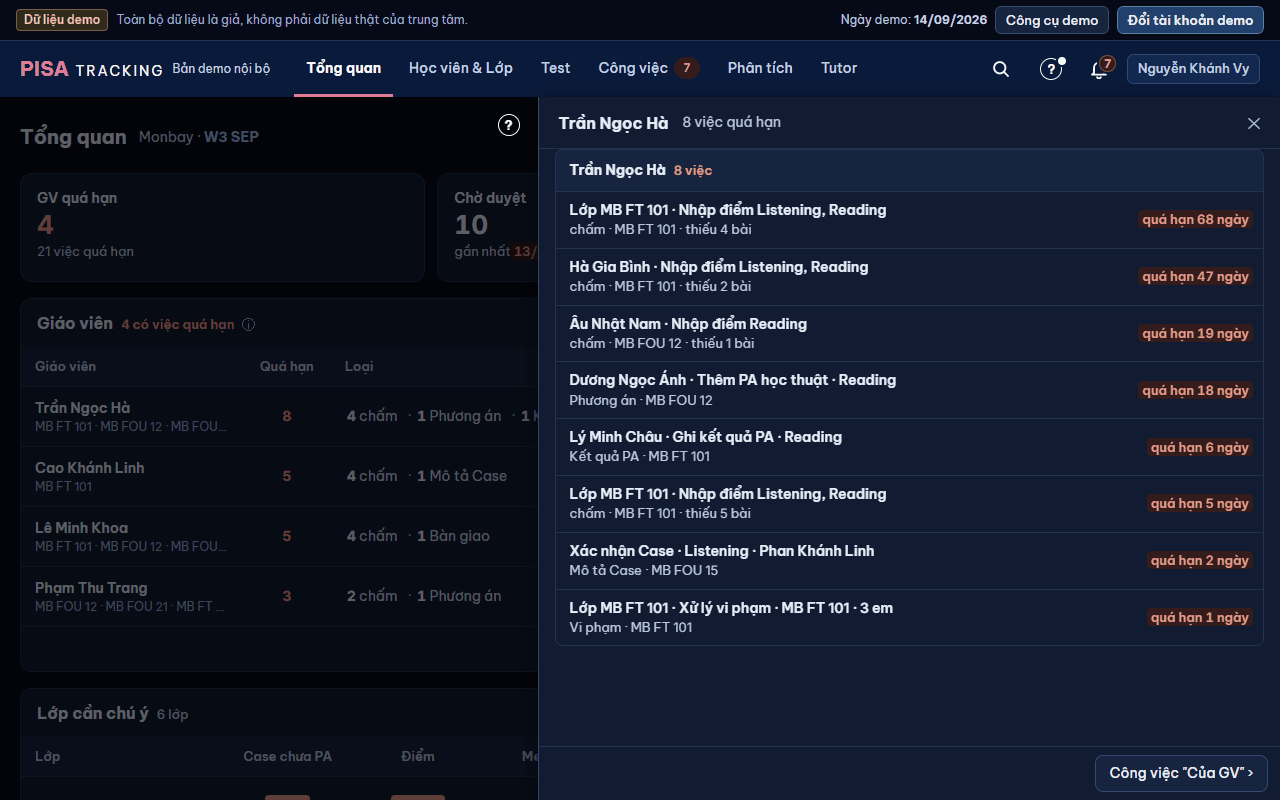 Dữ liệu demo Toàn bộ dữ liệu là giả, không phải dữ liệu thật của trung tâm. Ngày demo: 14/09/2026 Công cụ demo Đổi tài khoản demo
PISA TRACKING Bản demo nội bộ Tổng quan Học viên & Lớp Test Công việc 7 Phân tích Tutor ? 7 Nguyễn Khánh Vy
Tổng quan Monbay · W3 SEP ?
GV quá hạn
4
21 việc quá hạn
Chờ duyệt
10
gần nhất 13/
Giáo viên 4 có việc quá hạn
Giáo viên Quá hạn Loại
Trần Ngọc Hà 8 4 chấm · 1 Phương án · 1
MB FT 101 · MB FOU 12 · MB FOU...
Cao Khánh Linh 5 4 chấm · 1 Mô tả Case
MB FT 101
Lê Minh Khoa 5 4 chấm · 1 Bàn giao
MB FT 101 · MB FOU 12 · MB FOU...
Phạm Thu Trang 3 2 chấm · 1 Phương án
MB FOU 12 · MB FOU 21 · MB FT ...
Lớp cần chú ý 6 lớp
Lớp Case chưa PA Điểm
Trần Ngọc Hà 8 việc quá hạn
Trần Ngọc Hà 8 việc
Lớp MB FT 101 · Nhập điểm Listening, Reading
chấm · MB FT 101 · thiếu 4 bài
quá hạn 68 ngày
Hà Gia Bình · Nhập điểm Listening, Reading
chấm · MB FT 101 · thiếu 2 bài
quá hạn 47 ngày
Âu Nhật Nam · Nhập điểm Reading
chấm · MB FOU 12 · thiếu 1 bài
quá hạn 19 ngày
Dương Ngọc Ánh · Thêm PA học thuật · Reading
Phương án · MB FOU 12
quá hạn 18 ngày
Lý Minh Châu · Ghi kết quả PA · Reading
Kết quả PA · MB FT 101
quá hạn 6 ngày
Lớp MB FT 101 · Nhập điểm Listening, Reading
chấm · MB FT 101 · thiếu 5 bài
quá hạn 5 ngày
Xác nhận Case · Listening · Phan Khánh Linh
Mô tả Case · MB FOU 15
quá hạn 2 ngày
Lớp MB FT 101 · Xử lý vi phạm · MB FT 101 · 3 em
Vi phạm · MB FT 101
quá hạn 1 ngày
Công việc "Của GV" ›